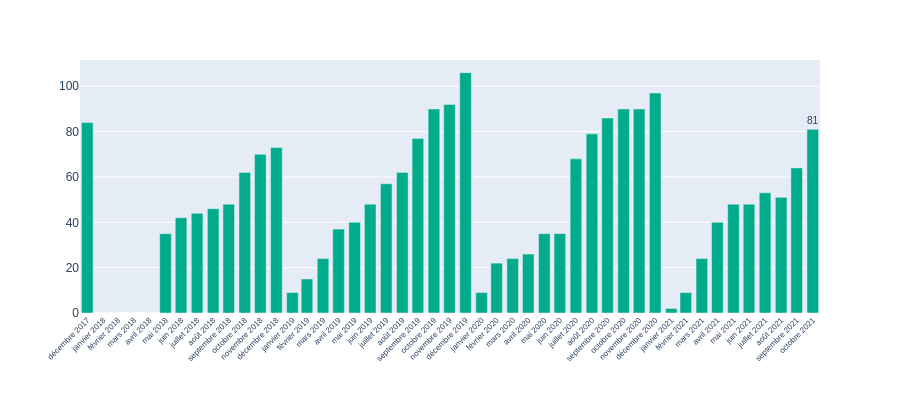 100
80
60
40
20
0
81
décembre 2017
janvier 2018
février 2018
mars 2018
avril 2018
mai 2018
juin 2018
juillet 2018
août 2018
septembre 2018
octobre 2018
novembre 2018
décembre 2018
janvier 2019
février 2019
mars 2019
avril 2019
mai 2019
juin 2019
juillet 2019
août 2019
septembre 2019
octobre 2019
novembre 2019
décembre 2019
janvier 2020
février 2020
mars 2020
avril 2020
mai 2020
juin 2020
juillet 2020
août 2020
septembre 2020
octobre 2020
novembre 2020
décembre 2020
janvier 2021
février 2021
mars 2021
avril 2021
mai 2021
juin 2021
juillet 2021
août 2021
septembre 2021
octobre 2021